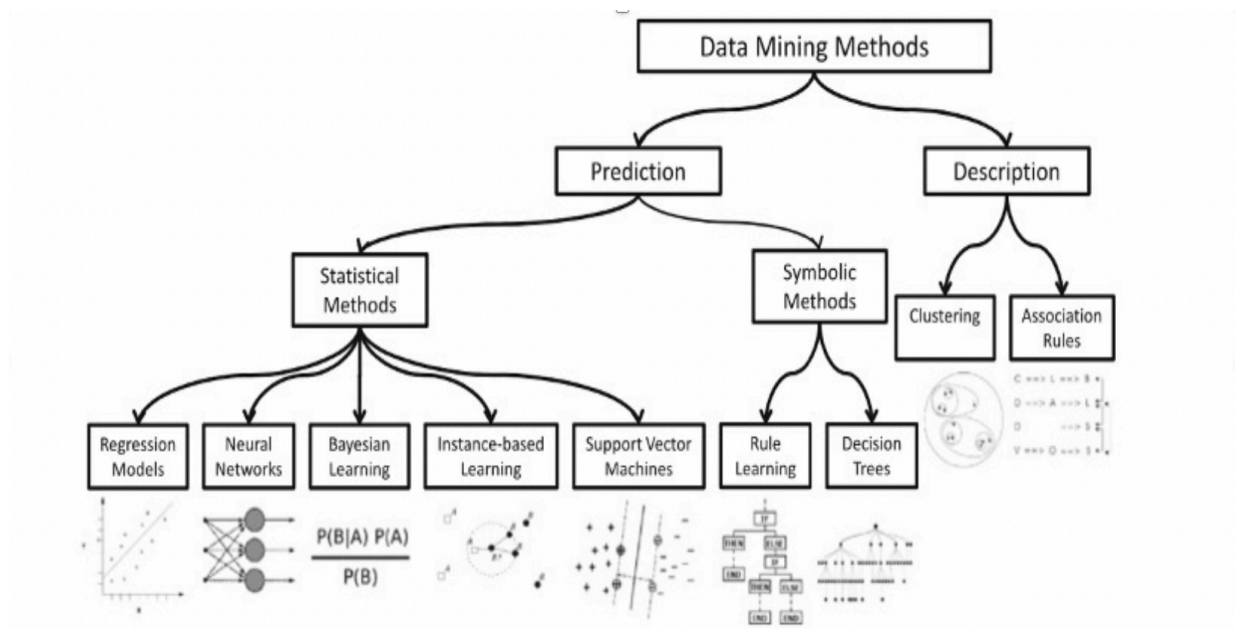 Data Mining Methods
Prediction
Description
Statistical
Methods
Symbolic
Methods
Clustering
Association
Rules
Regression
Models
Neural
Networks
Bayesian
Learning
Instance-based
Learning
Support Vector
Machines
Rule
Learning
Decision
Trees
P(B|A) P(A)
P(B)
IF
THEN
ELSE
IF
END
THEN
ELSE
END
END
C ==> L ==> B
D ==> A ==> L
D ==> S
V ==> O ==> S